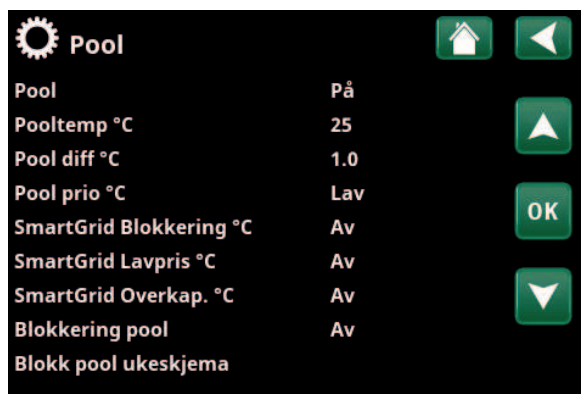 Pool
Pool På
Pooltemp °C 25
Pool diff °C 1.0
Pool prio °C Lav
OK
SmartGrid Blokkering °C Av
SmartGrid Lavpris °C Av
SmartGrid Overkap. °C Av
Blokkering pool Av
Blokk pool ukeskjema